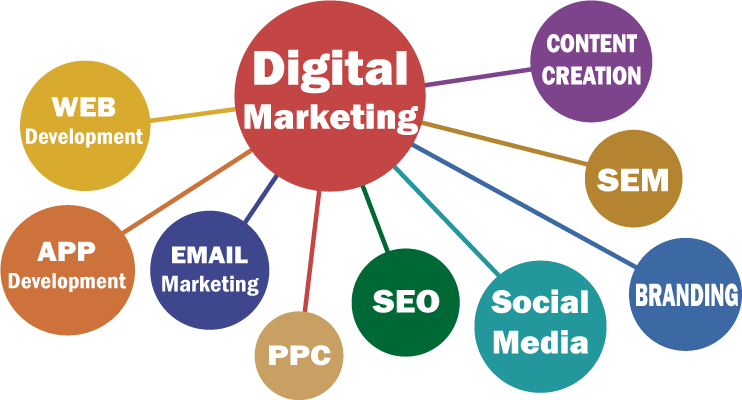 Digital
Marketing
CONTENT
CREATION
WEB
Development
SEM
APP
Development
EMAIL
Marketing
BRANDING
SEO
Social
Media
PPC